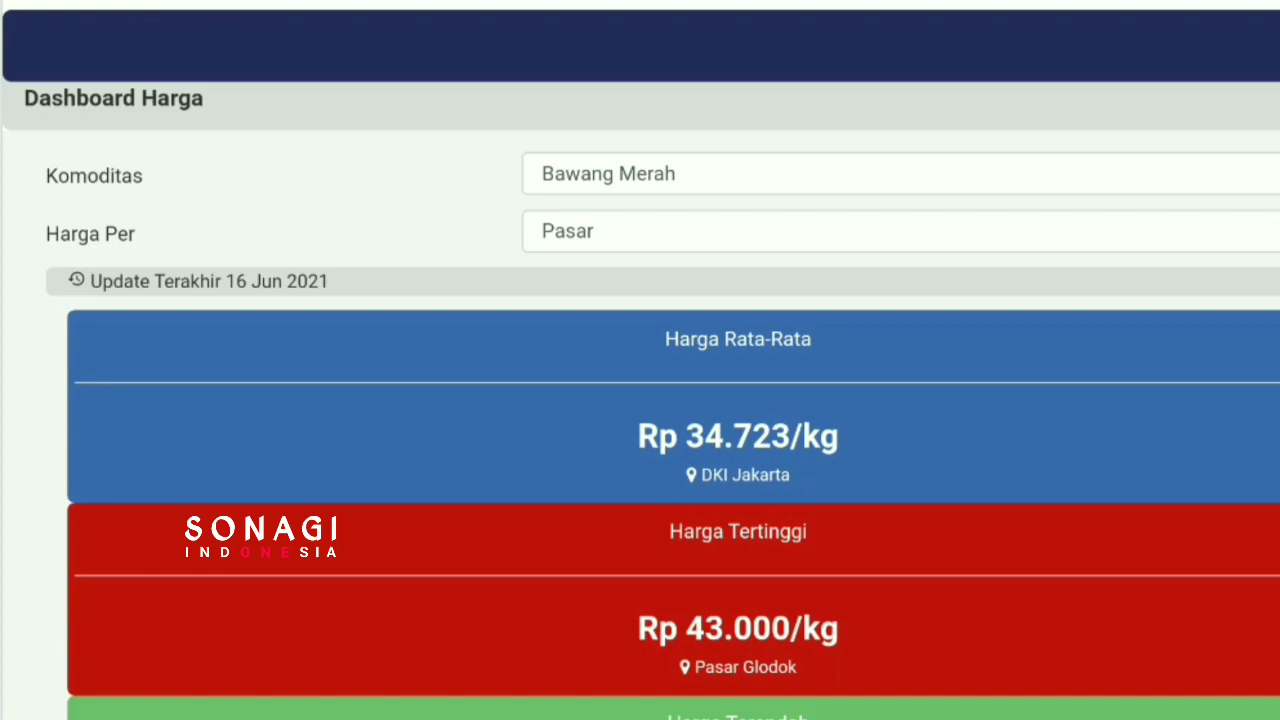 Dashboard Harga
Komoditas
Bawang Merah
Harga Per
Pasar
Update Terakhir 16 Jun 2021
Harga Rata-Rata
Rp 34.723/kg
DKI Jakarta
SONAGI
INDONESIA
Harga Tertinggi
Rp 43.000/kg
Pasar Glodok